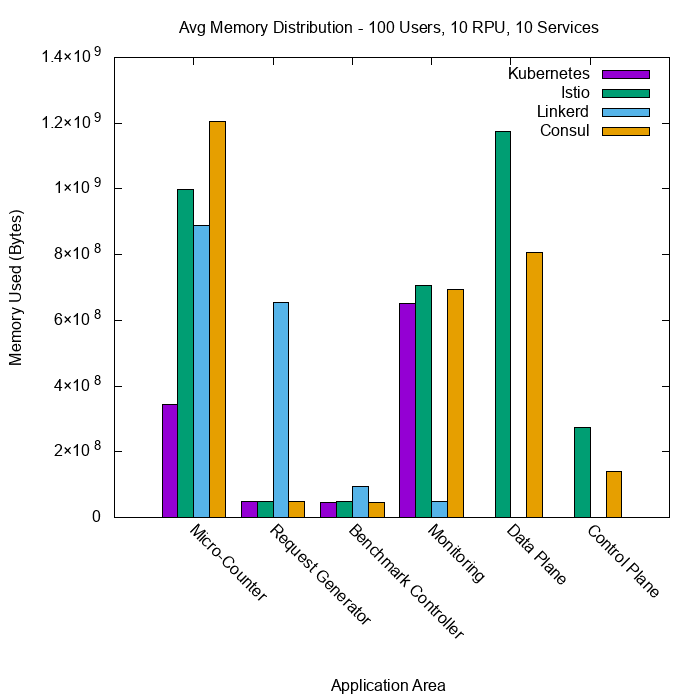 Avg Memory Distribution - 100 Users, 10 RPU, 10 Services
Kubernetes
Istio
Linkerd
Consul
1.4×10⁹
1.2×10⁹
1×10⁹
8×10⁸
6×10⁸
4×10⁸
2×10⁸
0
Memory Used (Bytes)
Micro-Counter
Request Generator
Benchmark Controller
Monitoring
Data Plane
Control Plane
Application Area